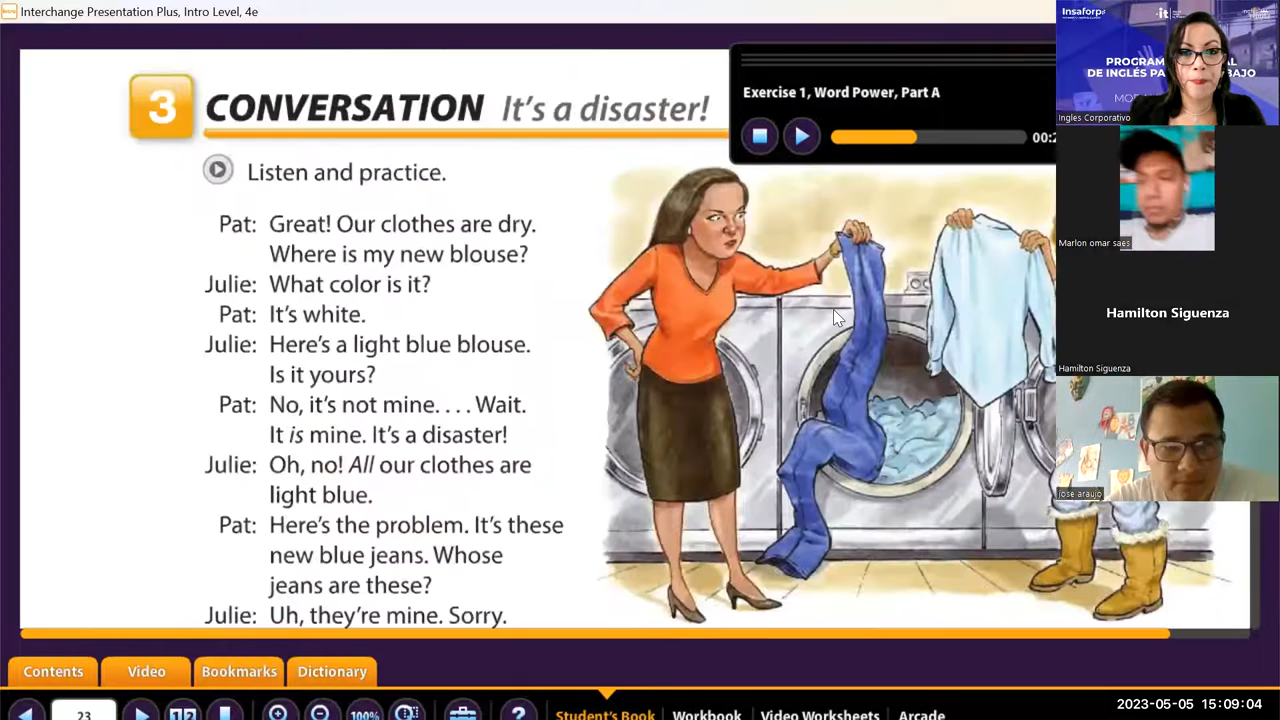 Interchange Presentation Plus, Intro Level, 4e
3 CONVERSATION It's a disaster!
Listen and practice.
Pat: Great! Our clothes are dry.
Where is my new blouse?
Julie: What color is it?
Pat: It's white.
Julie: Here's a light blue blouse.
Is it yours?
Pat: No, it's not mine. . . . Wait.
It is mine. It's a disaster!
Julie: Oh, no! All our clothes are
light blue.
Pat: Here's the problem. It's these
new blue jeans. Whose
jeans are these?
Julie: Uh, they're mine. Sorry.
Exercise 1, Word Power, Part A
00:2
Insaforp
it
PROGRAM AL
DE INGLÉS PA BAJO
Ingles Corporativo
Marlon omar saes
Hamilton Siguenza
Hamilton Siguenza
jose araujo
Contents
Video
Bookmarks
Dictionary
23
100%
?
Student's Book
Workbook
Video Worksheets
Arcade
2023-05-05 15:09:04